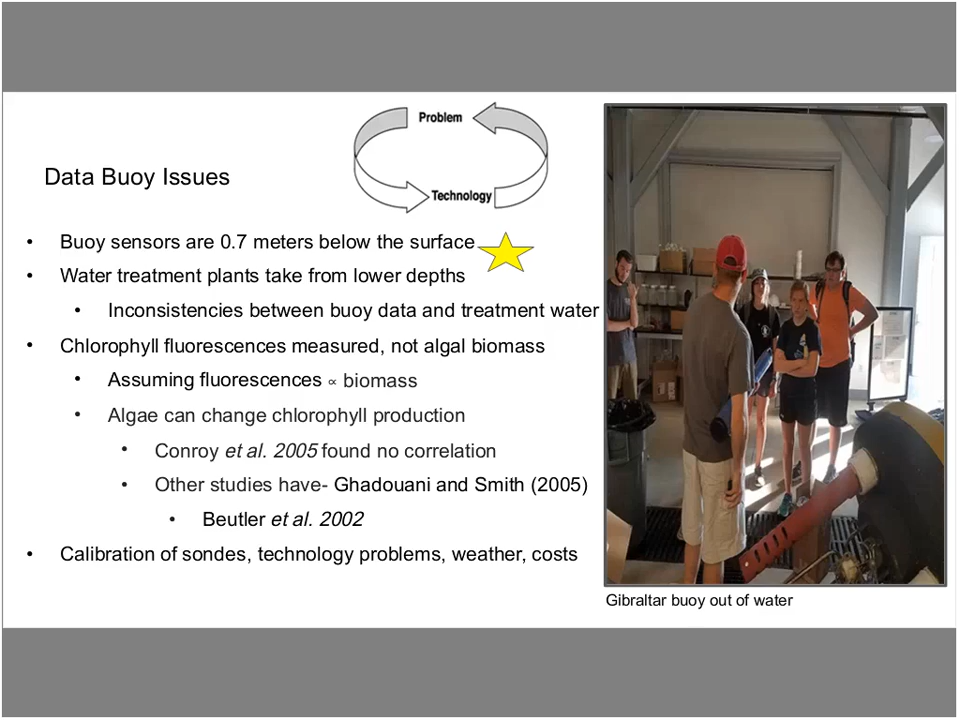 Problem
Technology
Data Buoy Issues
• Buoy sensors are 0.7 meters below the surface
• Water treatment plants take from lower depths
• Inconsistencies between buoy data and treatment water
• Chlorophyll fluorescences measured, not algal biomass
• Assuming fluorescences ∝ biomass
• Algae can change chlorophyll production
• Conroy et al. 2005 found no correlation
• Other studies have- Ghadouani and Smith (2005)
• Beutler et al. 2002
• Calibration of sondes, technology problems, weather, costs
Gibraltar buoy out of water